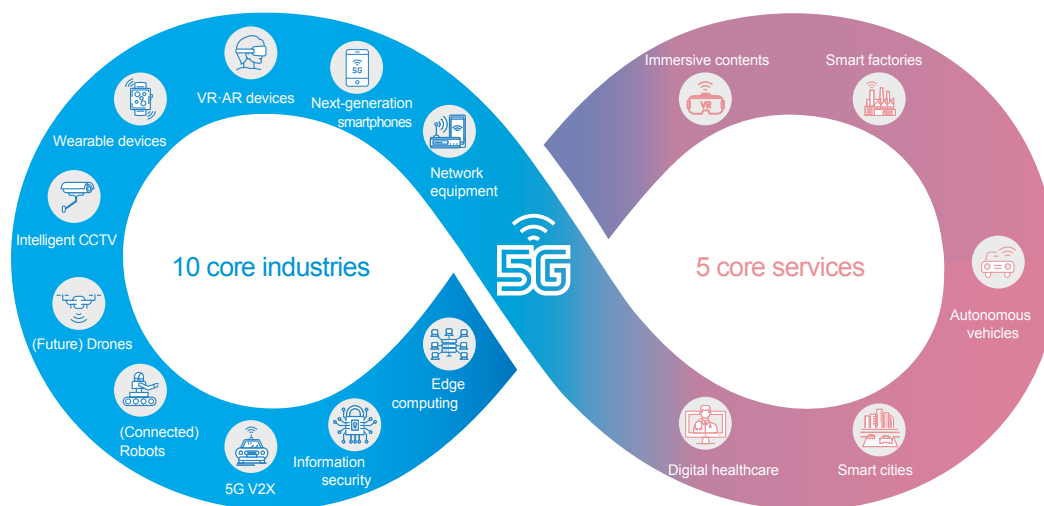 VR·AR devices
5G
Next-generation
smartphones
Wearable devices
Network
equipment
Intelligent CCTV
10 core industries
(Future) Drones
Edge
computing
(Connected)
Robots
Information
security
5G V2X
5G
Immersive contents
VR
Smart factories
5 core services
Autonomous
vehicles
Digital healthcare
Smart cities